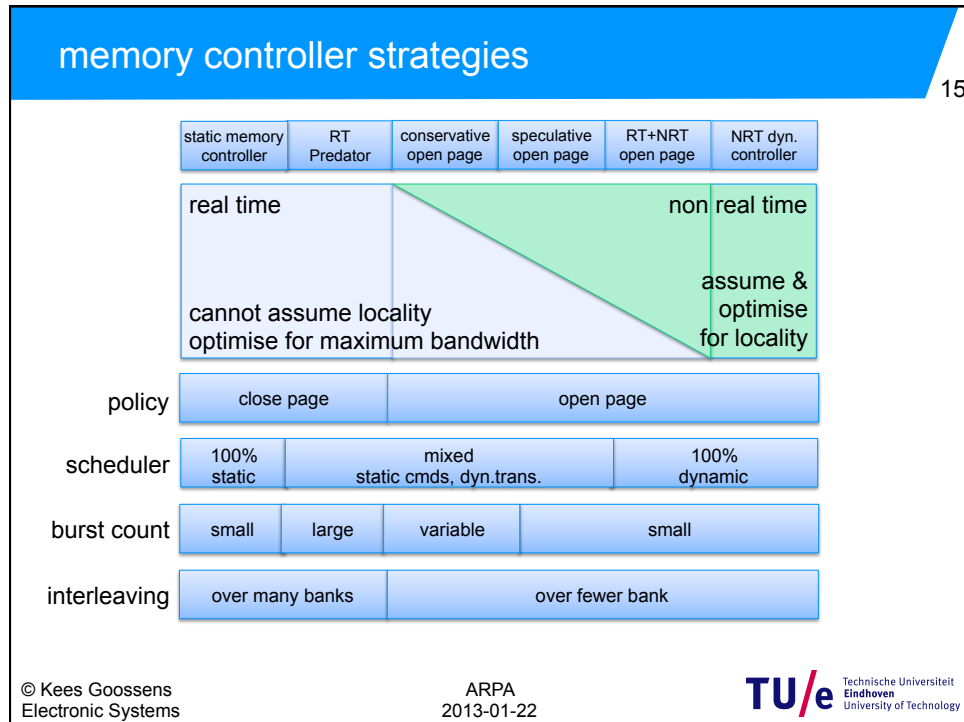 memory controller strategies
15
static memory controller
RT Predator
conservative open page
speculative open page
RT+NRT open page
NRT dyn. controller
real time
non real time
cannot assume locality
optimise for maximum bandwidth
assume &
optimise
for locality
policy
close page
open page
scheduler
100% static
mixed
static cmds, dyn.trans.
100% dynamic
burst count
small
large
variable
small
interleaving
over many banks
over fewer bank
© Kees Goossens
Electronic Systems
ARPA
2013-01-22
TU/e
Technische Universiteit
Eindhoven
University of Technology